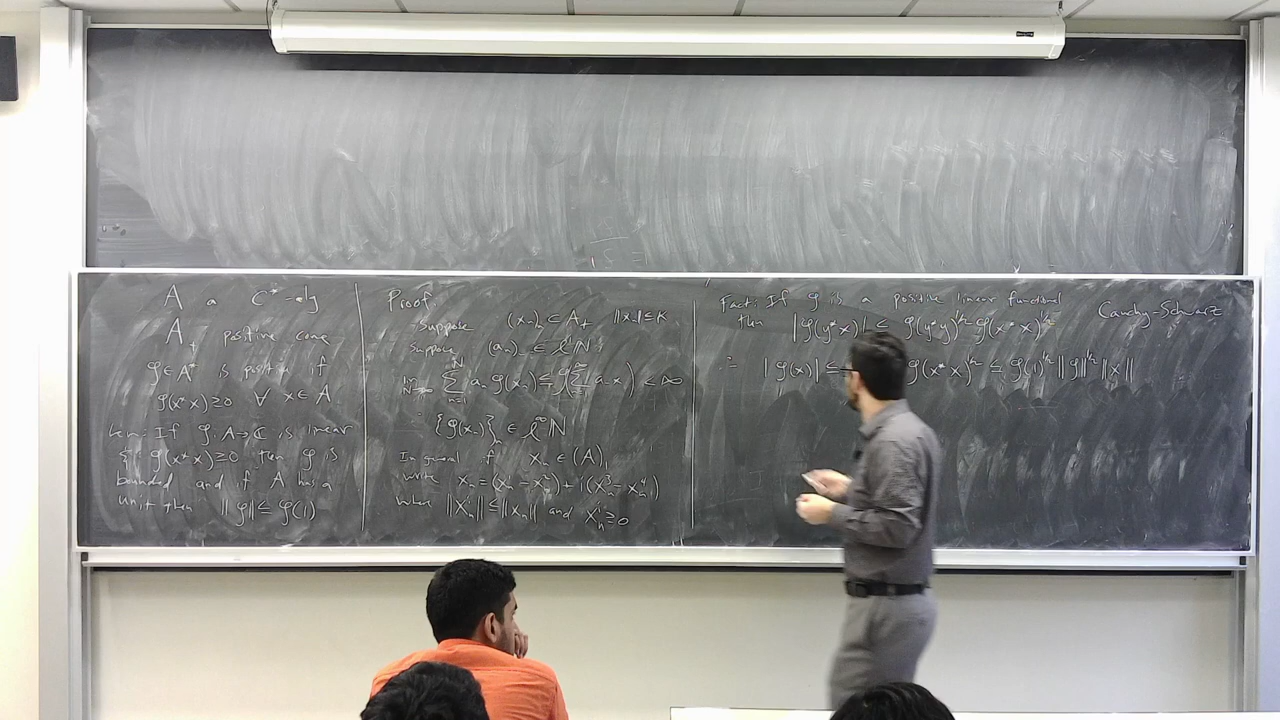 A a C*-alg
A₊ positive cone
φ∈A* is positive if
φ(x*x)≥0 ∀ x∈A
Lem: If φ:A→ℂ is linear
& φ(x*x)≥0 then φ is
bounded and if A has a
unit then ‖φ‖ ≤ φ(1)
Proof.
Suppose (xₙ)ₙ ⊂ A₊ ‖xₙ‖≤K
Suppose (aₙ)ₙ ∈ ℓ¹ℕ
lim N→∞ Σₙ₌₁^N aₙ φ(xₙ) ≤ φ(Σ aₙ xₙ) < ∞
∴ {φ(xₙ)}ₙ ∈ ℓ^∞ℕ
In general if xₙ ∈ (A)₁
write xₙ = (xₙ¹ − xₙ²) + i(xₙ³ − xₙ⁴)
where ‖xₙⁱ‖ ≤ ‖xₙ‖ and xₙⁱ ≥ 0
Fact: If φ is a positive linear functional
then |φ(y*x)| ≤ φ(y*y)^{1/2} φ(x*x)^{1/2} Cauchy-Schwarz
∴ |φ(x)| ≤ φ(x*x)^{1/2} ≤ φ(1)^{1/2} ‖φ‖^{1/2} ‖x‖